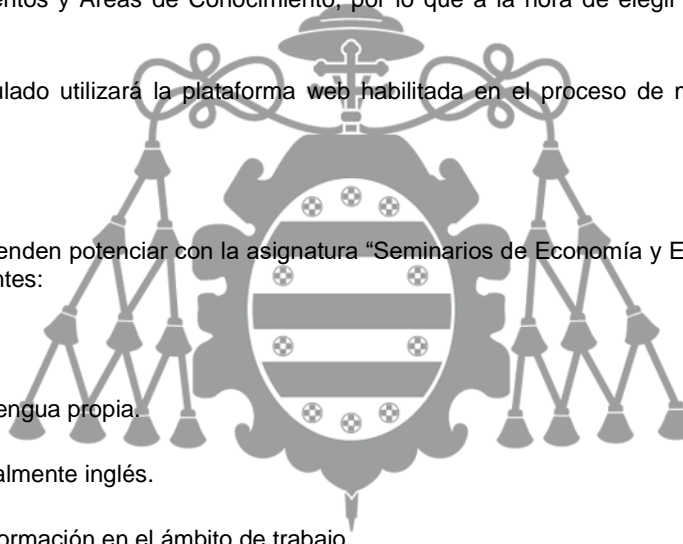 entos y Áreas de Conocimiento, por lo que a la hora de elegir
ulado utilizará la plataforma web habilitada en el proceso de
enden potenciar con la asignatura “Seminarios de Economía y E
ntes:
engua propia.
almente inglés.
ormación en el ámbito de trabajo